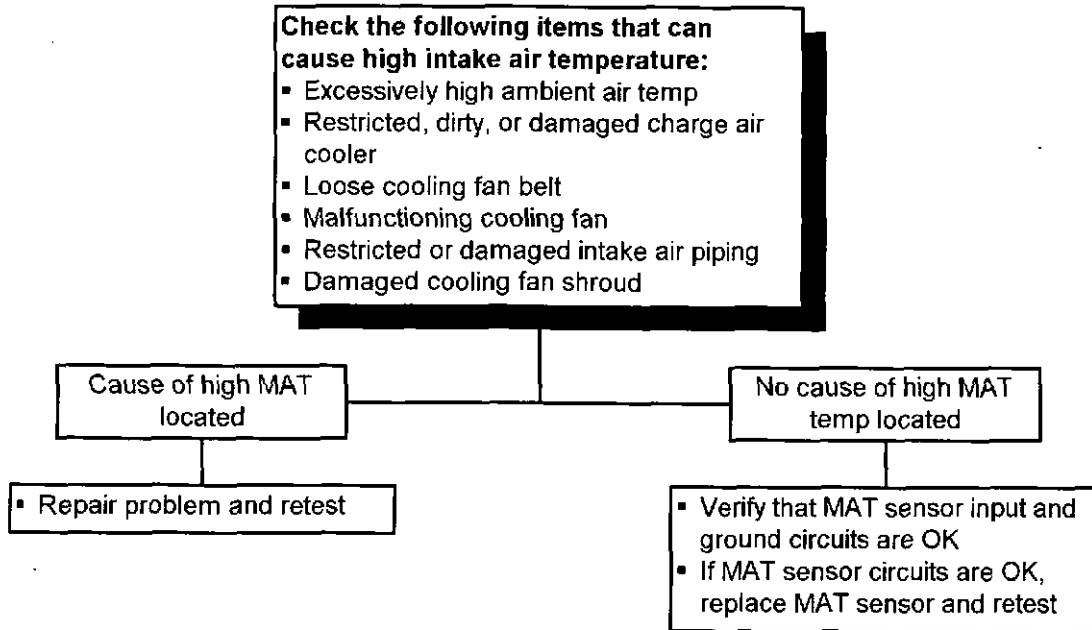 Check the following items that can
cause high intake air temperature:
▪ Excessively high ambient air temp
▪ Restricted, dirty, or damaged charge air
cooler
▪ Loose cooling fan belt
▪ Malfunctioning cooling fan
▪ Restricted or damaged intake air piping
▪ Damaged cooling fan shroud
Cause of high MAT
located
▪ Repair problem and retest
No cause of high MAT
temp located
▪ Verify that MAT sensor input and
ground circuits are OK
▪ If MAT sensor circuits are OK,
replace MAT sensor and retest